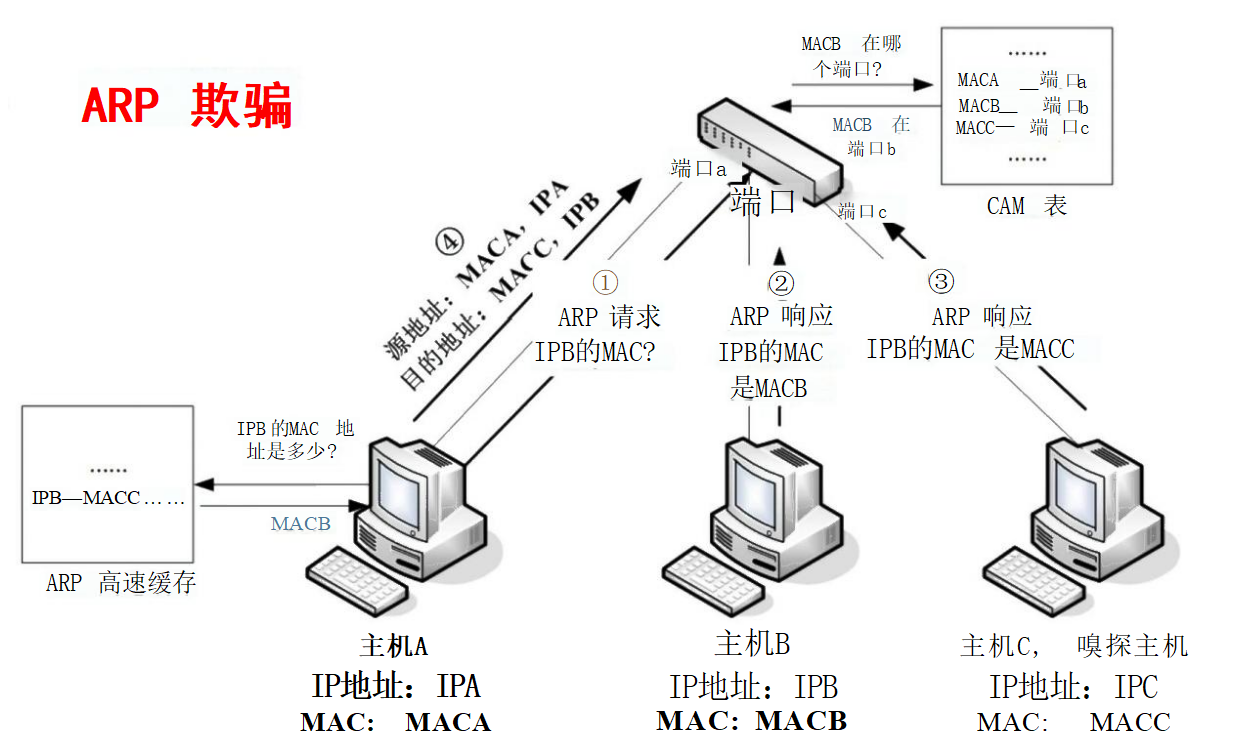 ARP 欺骗
MACB 在哪
个端口?
MACB 在
端口b
……
MACA __端口a
MACB__ 端口b
MACC— 端 口c
……
CAM 表
端口a
端口
端口c
④
源地址：MACA，IPA
目的地址：MACC，IPB
①
ARP 请求
IPB的MAC?
②
ARP 响应
IPB的MAC
是MACB
③
ARP 响应
IPB的MAC 是MACC
……
IPB—MACC……
ARP 高速缓存
IPB的MAC 地
址是多少?
MACB
主机A
IP地址：IPA
MAC: MACA
主机B
IP地址：IPB
MAC: MACB
主机C, 嗅探主机
IP地址：IPC
MAC: MACC